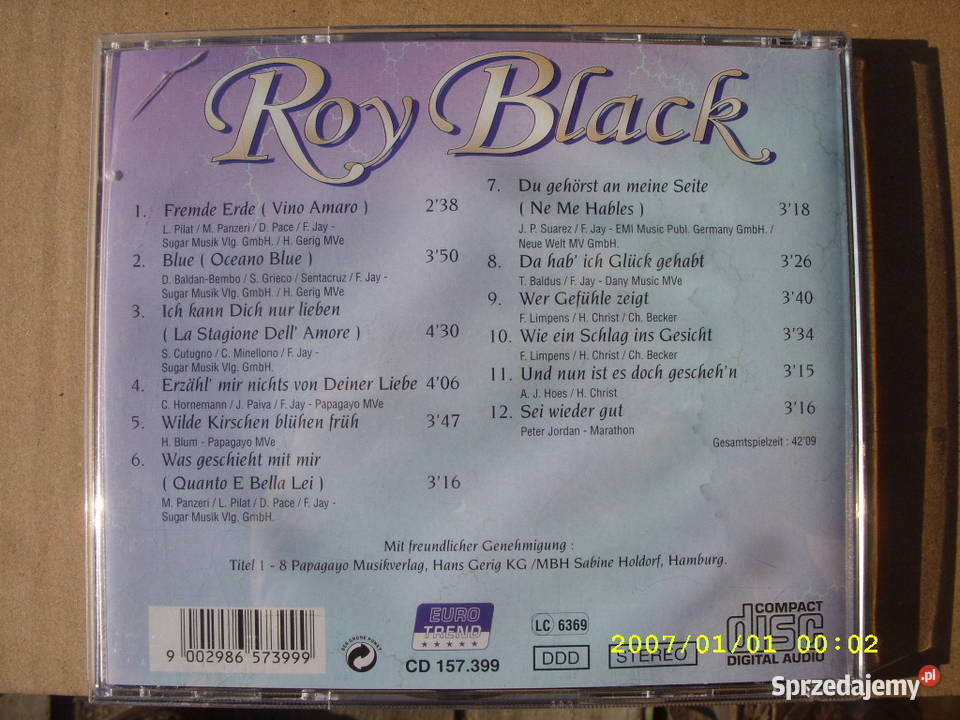 Roy Black
1. Fremde Erde ( Vino Amaro ) 2'38
L. Pilat / M. Panzeri / D. Pace / F. Jay -
Sugar Musik Vlg. GmbH. / H. Gerig MVe
2. Blue ( Oceano Blue ) 3'50
D. Baldan-Bembo / S. Grieco / Sentacruz / F. Jay -
Sugar Musik Vlg. GmbH / H. Gerig MVe
3. Ich kann Dich nur lieben
( La Stagione Dell' Amore ) 4'30
S. Cutugno / C. Minellono / F. Jay -
Sugar Musik Vlg. GmbH.
4. Erzähl' mir nichts von Deiner Liebe 4'06
C. Hornemann / J. Paiva / F. Jay - Papagayo MVe
5. Wilde Kirschen blühen früh 3'47
H. Blum - Papagayo MVe
6. Was geschieht mit mir
( Quanto E Bella Lei ) 3'16
M. Panzeri / L. Pilat / D. Pace / F. Jay -
Sugar Musik Vlg. GmbH.
7. Du gehörst an meine Seite
( Ne Me Hables ) 3'18
J. P. Suarez / F. Jay - EMI Music Publ. Germany GmbH. /
Neue Welt MV GmbH.
8. Da hab' ich Glück gehabt 3'26
T. Baldus / F. Jay - Dany Music MVe
9. Wer Gefühle zeigt 3'40
F. Limpens / H. Christ / Ch. Becker
10. Wie ein Schlag ins Gesicht 3'34
F. Limpens / H. Christ / Ch. Becker
11. Und nun ist es doch gescheh'n 3'15
A. J. Hoes / H. Christ
12. Sei wieder gut 3'16
Peter Jordan - Marathon
Gesamtspielzeit : 42'09
Mit freundlicher Genehmigung :
Titel 1 - 8 Papagayo Musikverlag, Hans Gerig KG /MBH Sabine Holdorf, Hamburg.
9 002986 573999
DER GRÜNE PUNKT
EURO
TREND
CD 157.399
LC 6369
DDD
STEREO
COMPACT
disc
DIGITAL AUDIO
2007/01/01 00:02
Sprzedajemy.pl